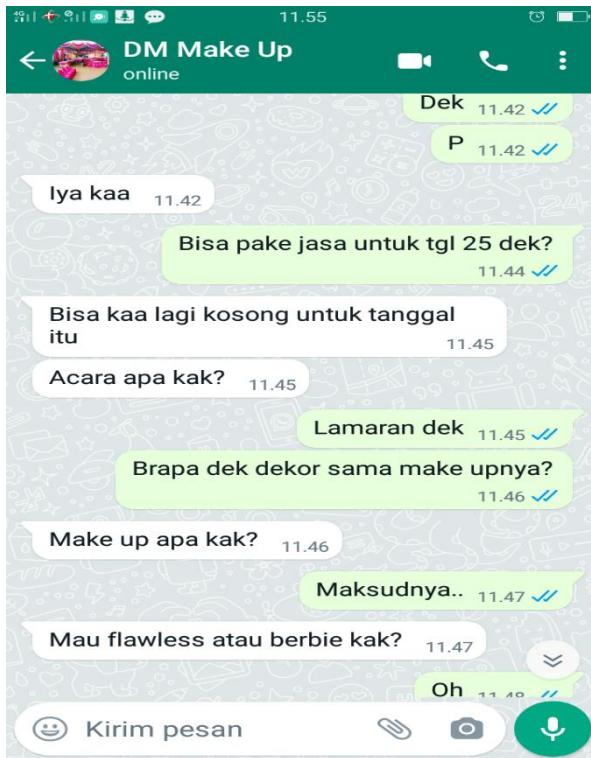 11.55
DM Make Up
online
Dek 11.42
P 11.42
Iya kaa 11.42
Bisa pake jasa untuk tgl 25 dek?
11.44
Bisa kaa lagi kosong untuk tanggal
itu 11.45
Acara apa kak? 11.45
Lamaran dek 11.45
Brapa dek dekor sama make upnya?
11.46
Make up apa kak? 11.46
Maksudnya.. 11.47
Mau flawless atau berbie kak? 11.47
Oh 11.48
Kirim pesan